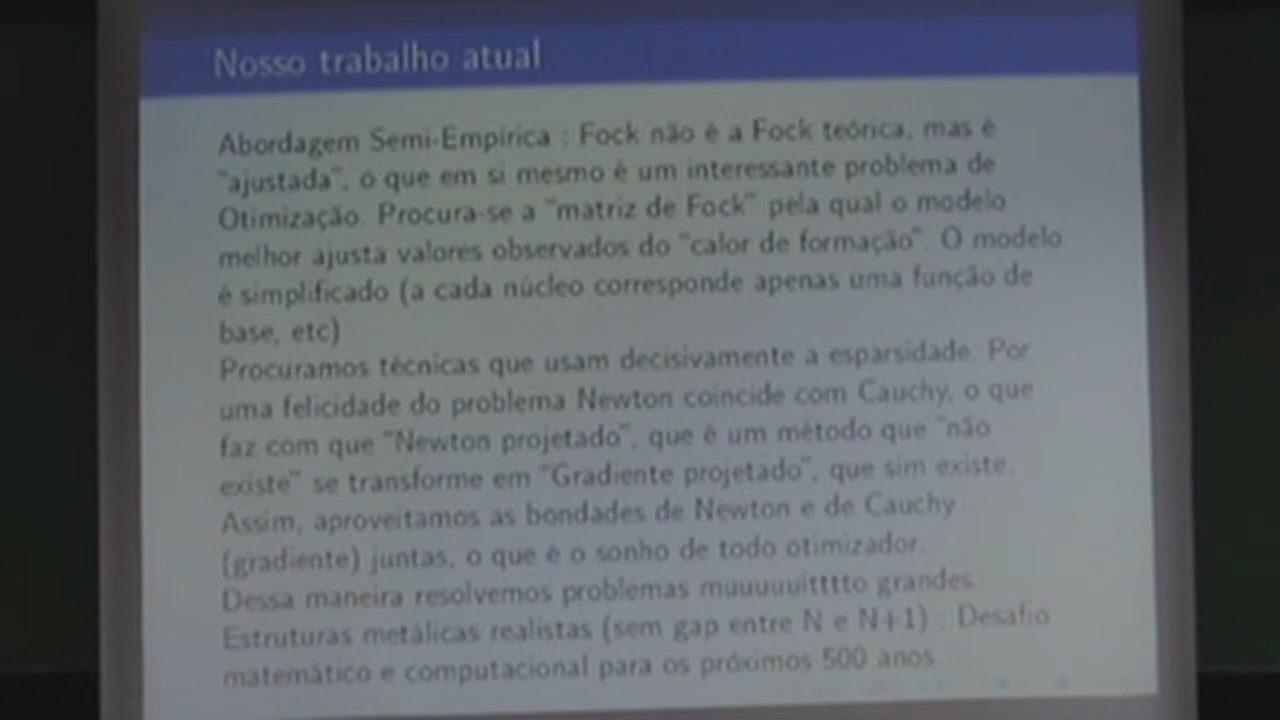 Nosso trabalho atual
Abordagem Semi-Empírica : Fock não é a Fock teórica, mas é
"ajustada", o que em si mesmo é um interessante problema de
Otimização. Procura-se a "matriz de Fock" pela qual o modelo
melhor ajusta valores observados do "calor de formação". O modelo
é simplificado (a cada núcleo corresponde apenas uma função de
base, etc)
Procuramos técnicas que usam decisivamente a esparsidade. Por
uma felicidade do problema Newton coincide com Cauchy, o que
faz com que "Newton projetado", que é um método que "não
existe" se transforme em "Gradiente projetado", que sim existe.
Assim, aproveitamos as bondades de Newton e de Cauchy
(gradiente) juntas, o que é o sonho de todo otimizador.
Dessa maneira resolvemos problemas muuuuuitttto grandes.
Estruturas metálicas realistas (sem gap entre N e N+1) : Desafio
matemático e computacional para os próximos 500 anos.